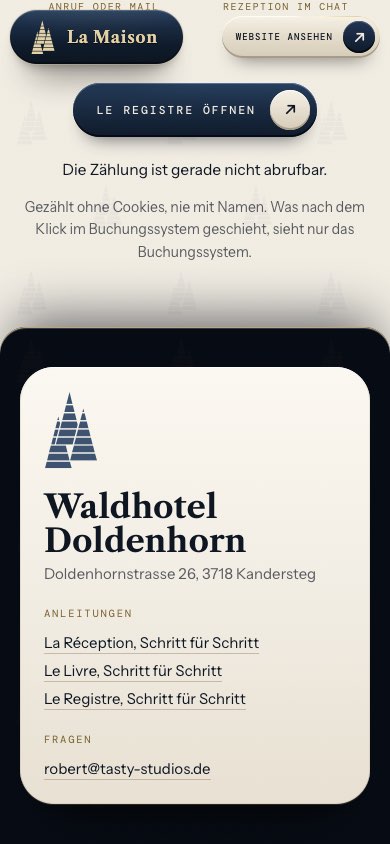 ANRUF ODER MAIL
REZEPTION IM CHAT
La Maison
WEBSITE ANSEHEN
LE REGISTRE ÖFFNEN
Die Zählung ist gerade nicht abrufbar.
Gezählt ohne Cookies, nie mit Namen. Was nach dem
Klick im Buchungssystem geschieht, sieht nur das
Buchungssystem.
Waldhotel
Doldenhorn
Doldenhornstrasse 26, 3718 Kandersteg
ANLEITUNGEN
La Réception, Schritt für Schritt
Le Livre, Schritt für Schritt
Le Registre, Schritt für Schritt
FRAGEN
robert@tasty-studios.de